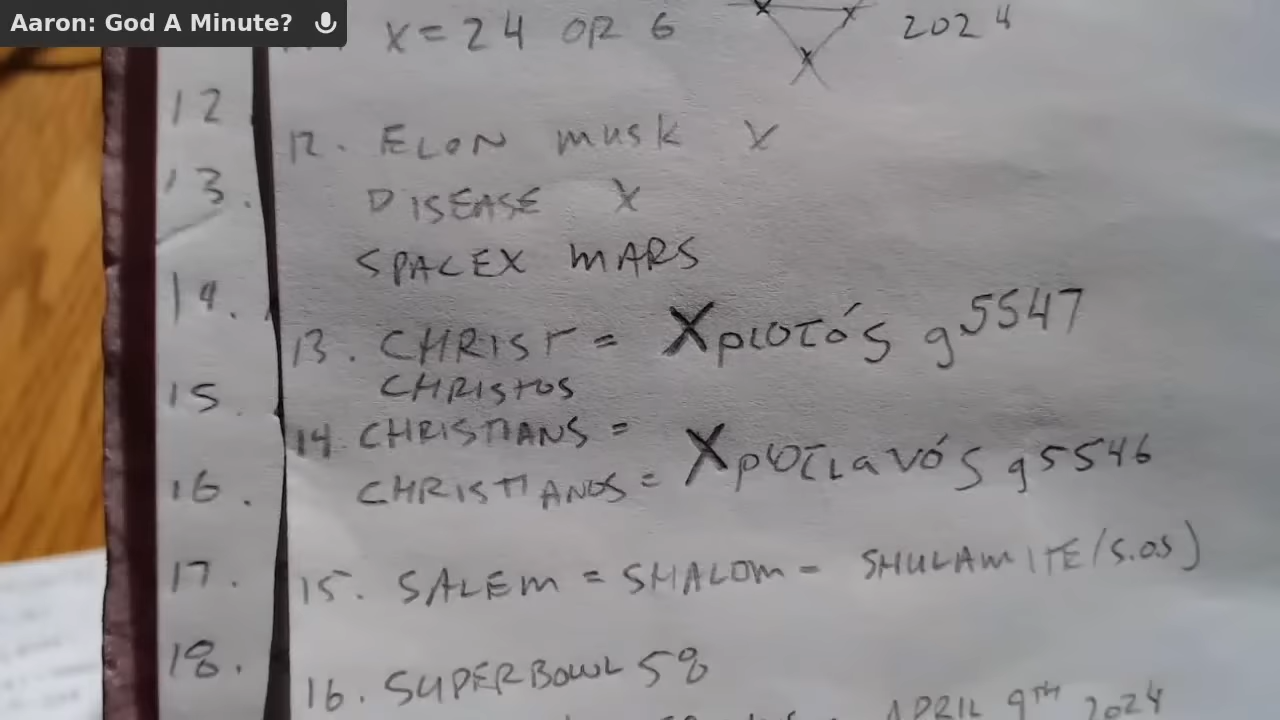 Aaron: God A Minute?
X = 24 OR 6
2024
12
12. ELON MUSK X
13.
DISEASE X
SPACEX MARS
14.
13. CHRIST = Χριστός g5547
15
CHRISTOS
14. CHRISTIANS =
CHRISTIANOS = Χριστιανός g5546
16.
17.
15. SALEM = SHALOM = SHULAMITE/S.O.S)
18.
16. SUPERBOWL 58
APRIL 9TH 2024